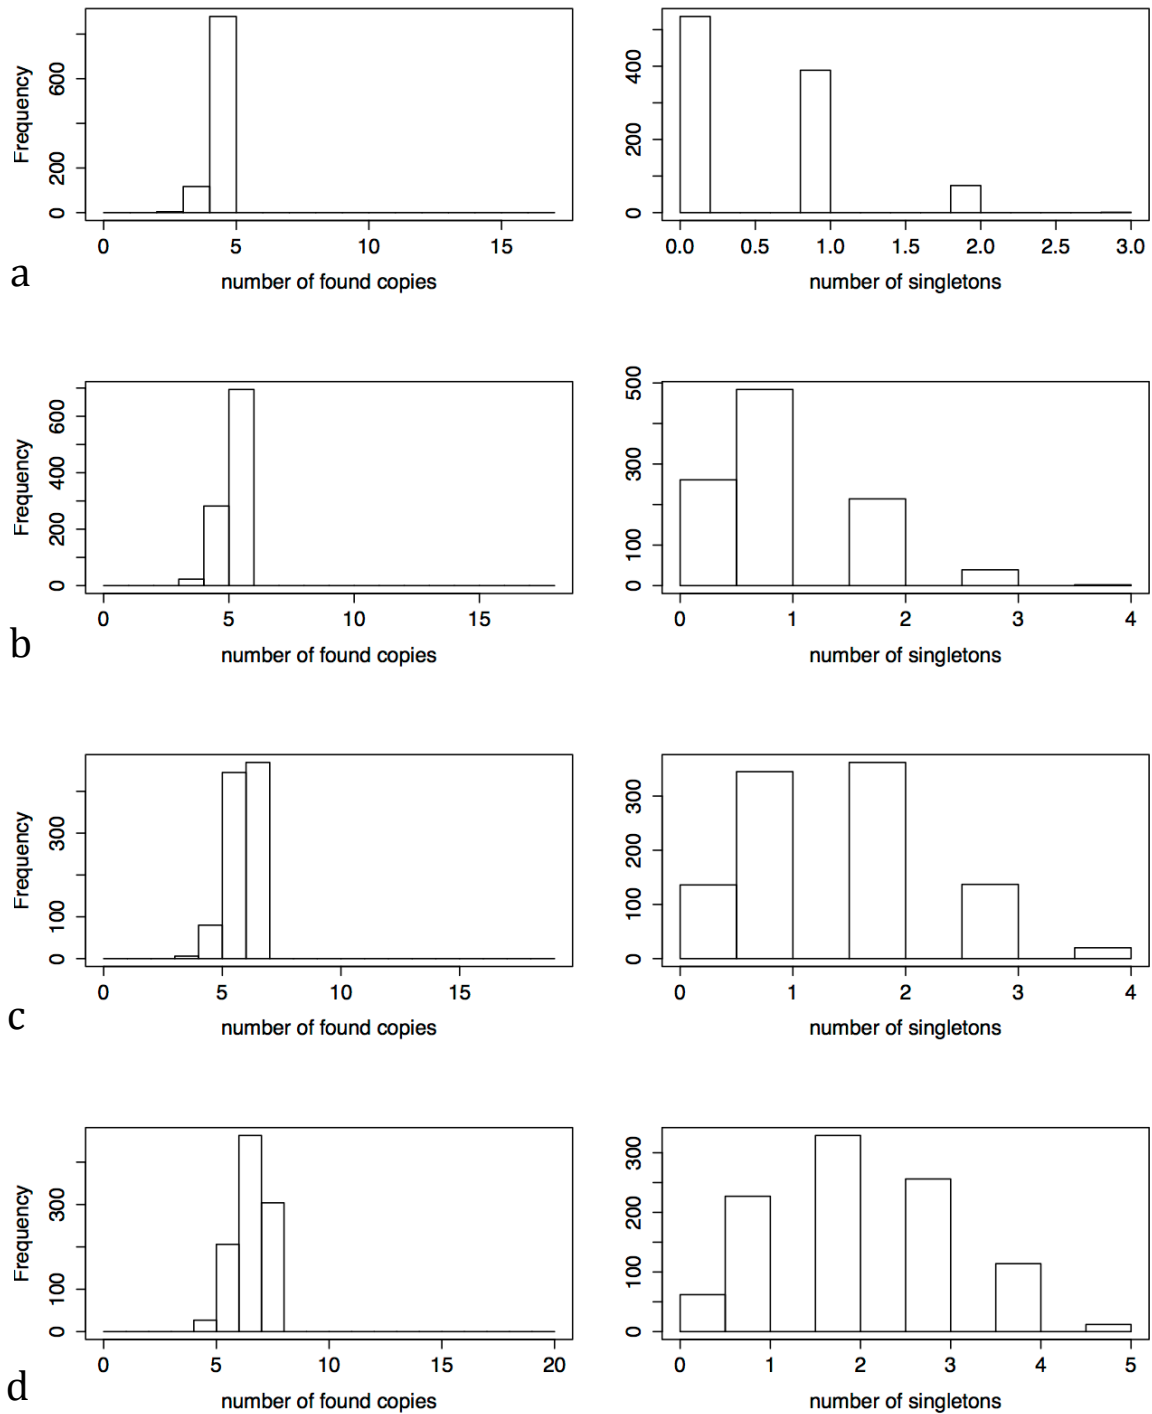 Frequency
0 200 600
0 5 10 15
number of found copies
0 200 400
0.0 0.5 1.0 1.5 2.0 2.5 3.0
number of singletons
a
Frequency
0 200 400 600
0 5 10 15
number of found copies
0 100 300 500
0 1 2 3 4
number of singletons
b
Frequency
0 100 300
0 5 10 15
number of found copies
0 100 200 300
0 1 2 3 4
number of singletons
c
Frequency
0 100 300
0 5 10 15 20
number of found copies
0 100 200 300
0 1 2 3 4 5
number of singletons
d